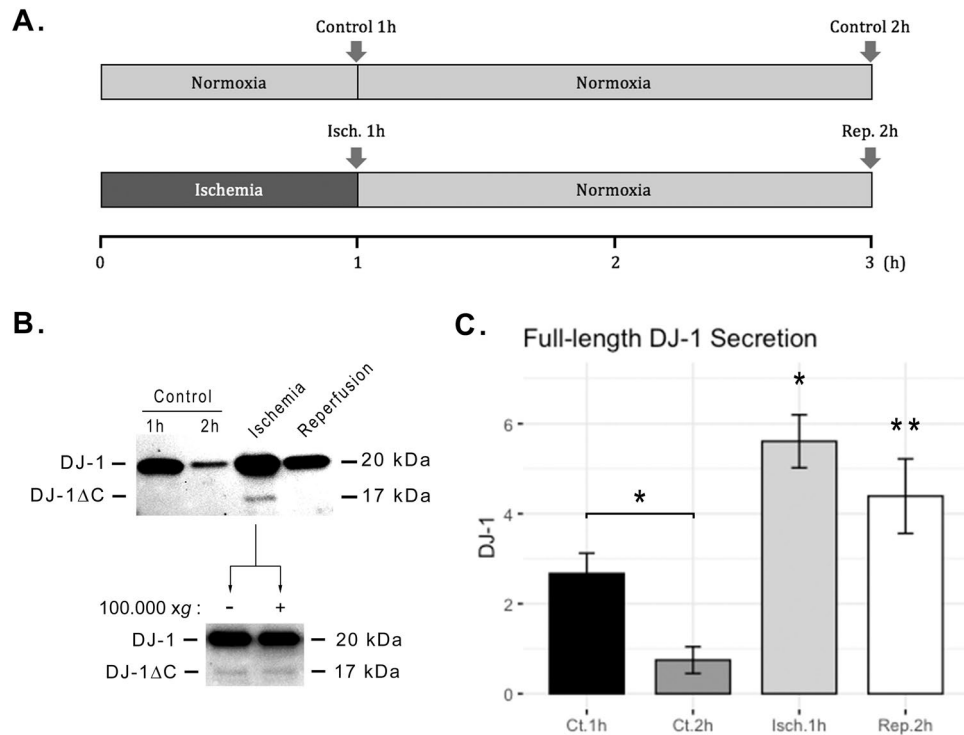 A.
Control 1h
Control 2h
Normoxia
Normoxia
Isch. 1h
Rep. 2h
Ischemia
Normoxia
0 1 2 3 (h)
B.
Control
Ischemia
Reperfusion
1h 2h
DJ-1 20 kDa
DJ-1ΔC 17 kDa
100.000 xg : - +
DJ-1 20 kDa
DJ-1ΔC 17 kDa
C.
Full-length DJ-1 Secretion
*
**
*
6
4
2
0
DJ-1
Ct.1h Ct.2h Isch.1h Rep.2h